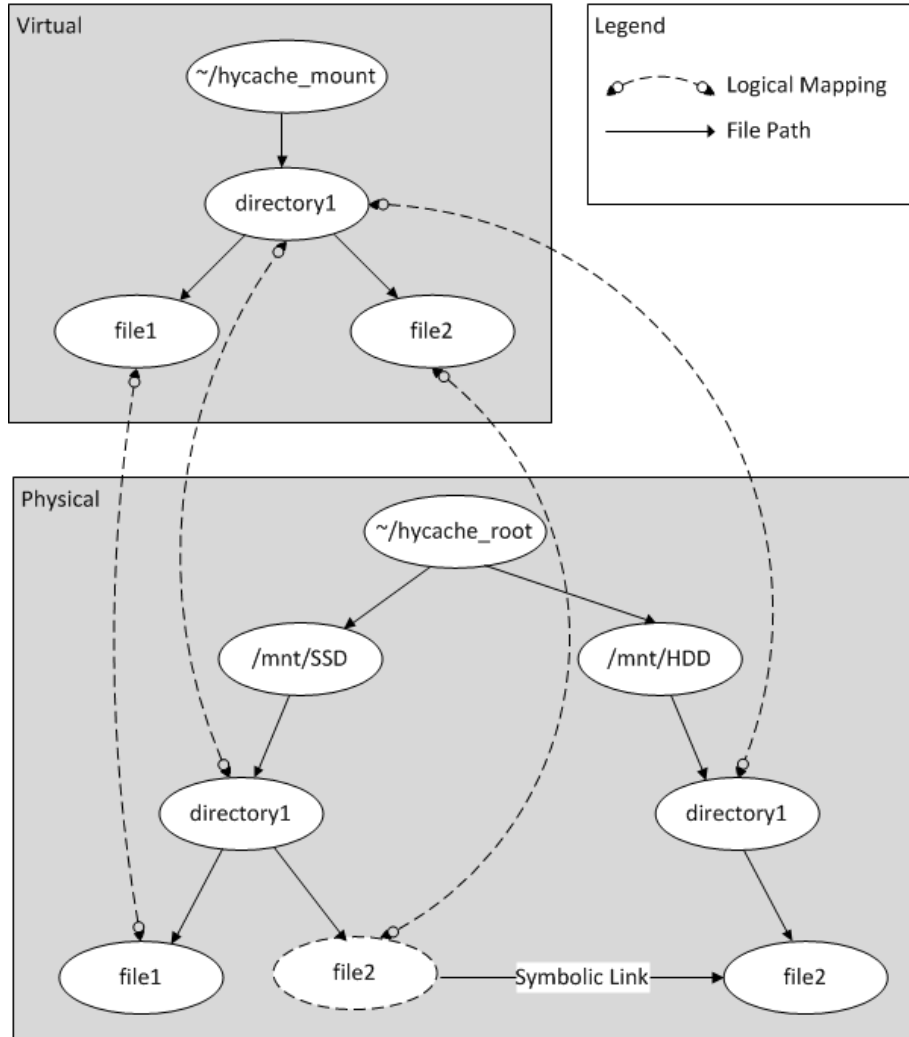 Virtual
Legend
~/hycache_mount
Logical Mapping
File Path
directory1
file1
file2
Physical
~/hycache_root
/mnt/SSD
/mnt/HDD
directory1
directory1
file1
file2
Symbolic Link
file2